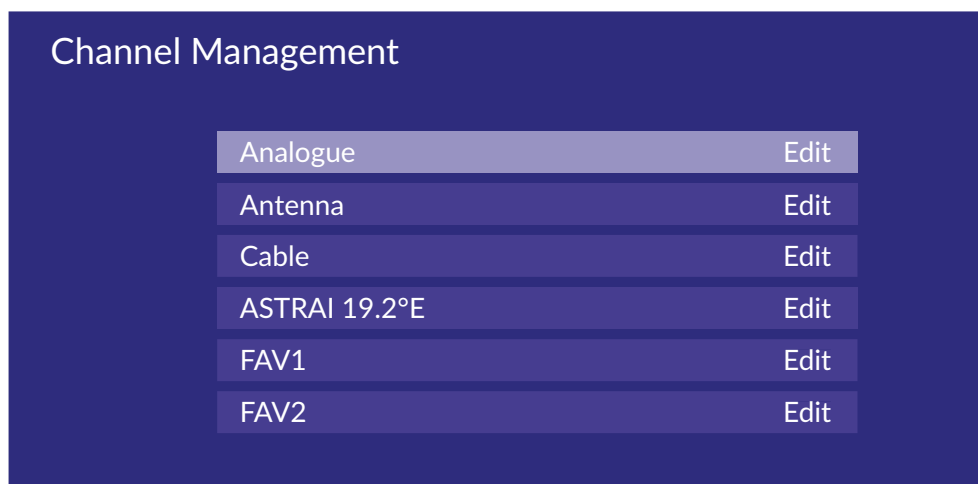 Channel Management
Analogue Edit
Antenna Edit
Cable Edit
ASTRAI 19.2°E Edit
FAV1 Edit
FAV2 Edit